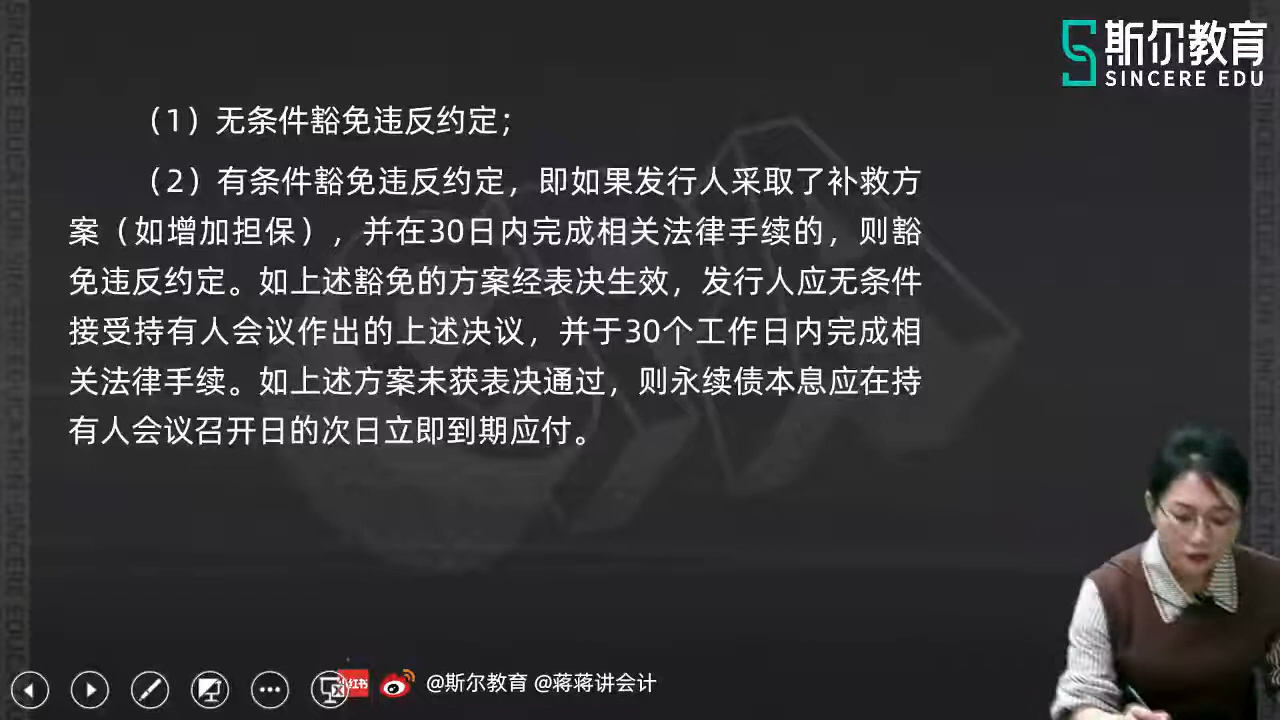 斯尔教育
SINCERE EDU
（1）无条件豁免违反约定；
（2）有条件豁免违反约定，即如果发行人采取了补救方
案（如增加担保），并在30日内完成相关法律手续的，则豁
免违反约定。如上述豁免的方案经表决生效，发行人应无条件
接受持有人会议作出的上述决议，并于30个工作日内完成相
关法律手续。如上述方案未获表决通过，则永续债本息应在持
有人会议召开日的次日立即到期应付。
@斯尔教育 @蒋蒋讲会计